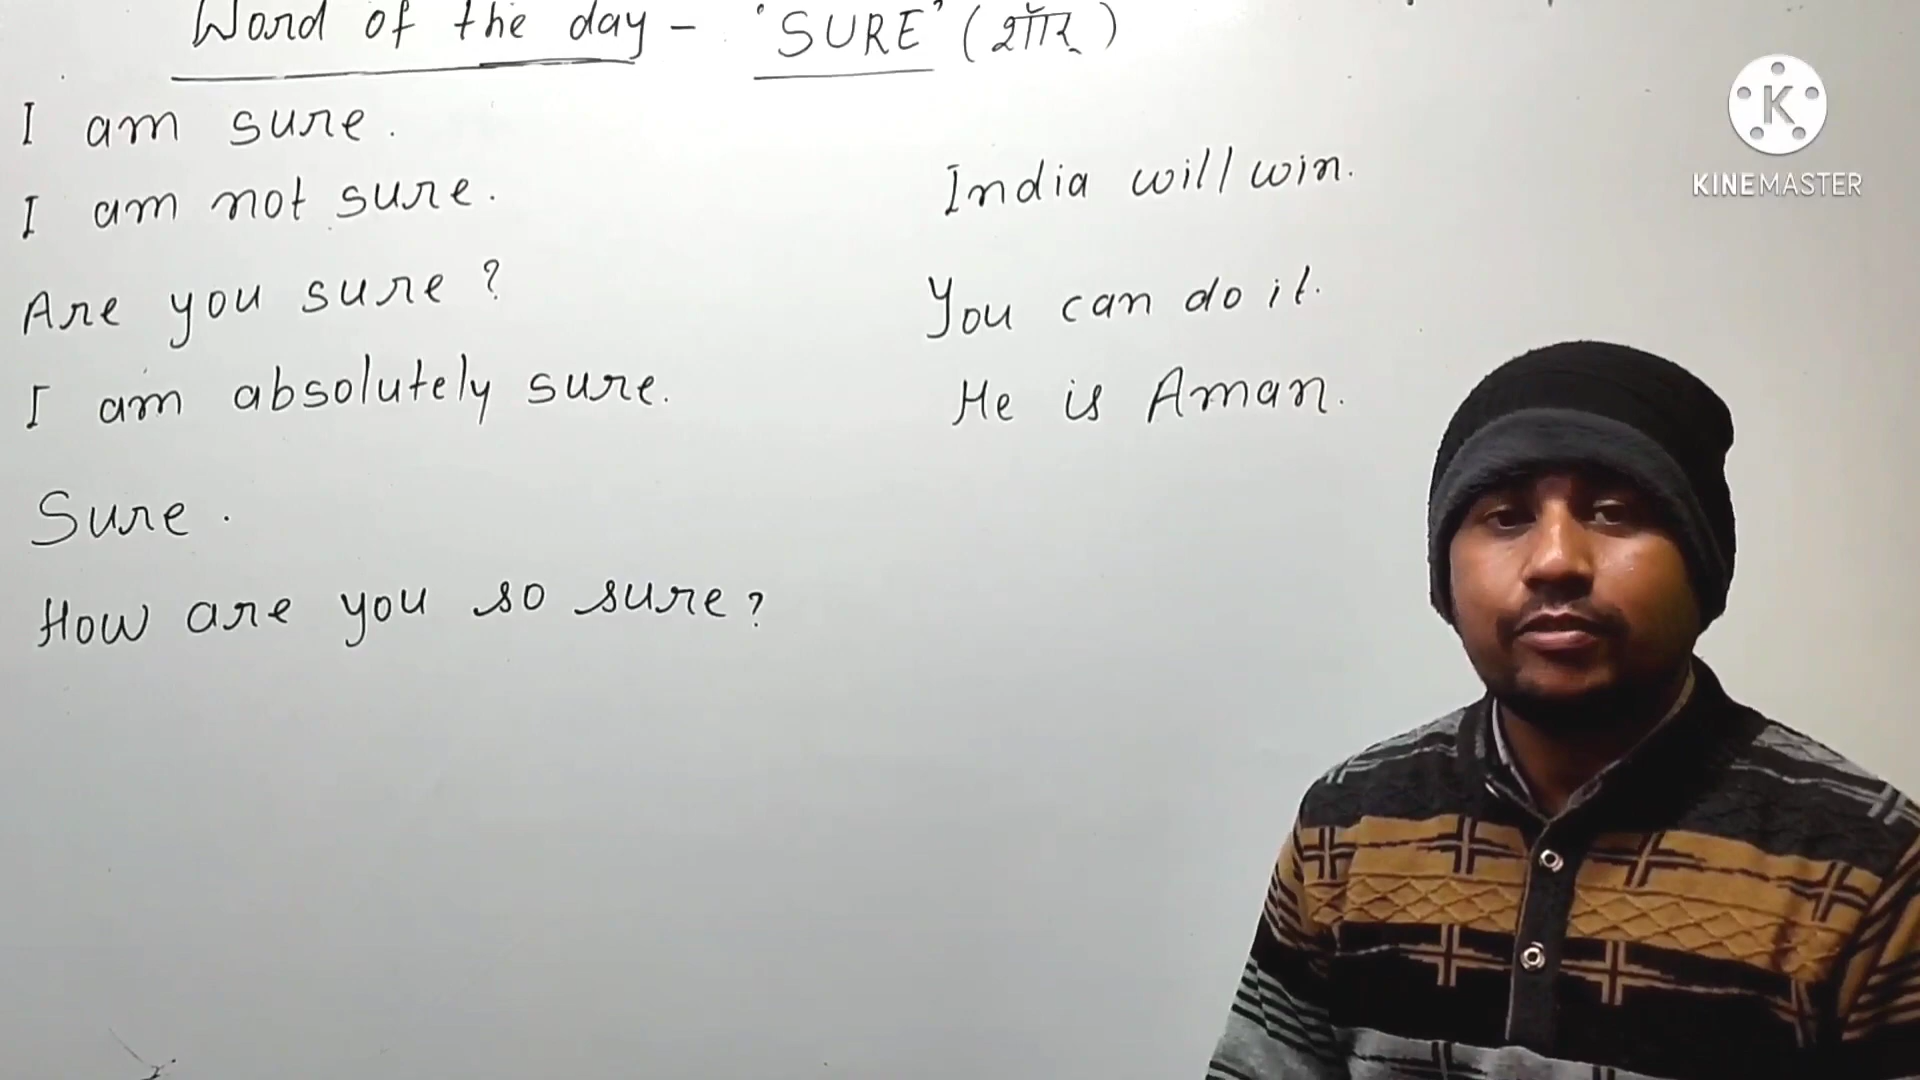 Word of the day - 'SURE' (शॉर)
I am sure.
I am not sure.
Are you sure?
I am absolutely sure.
Sure.
How are you so sure?
India will win.
You can do it.
He is Aman.
K
KINEMASTER